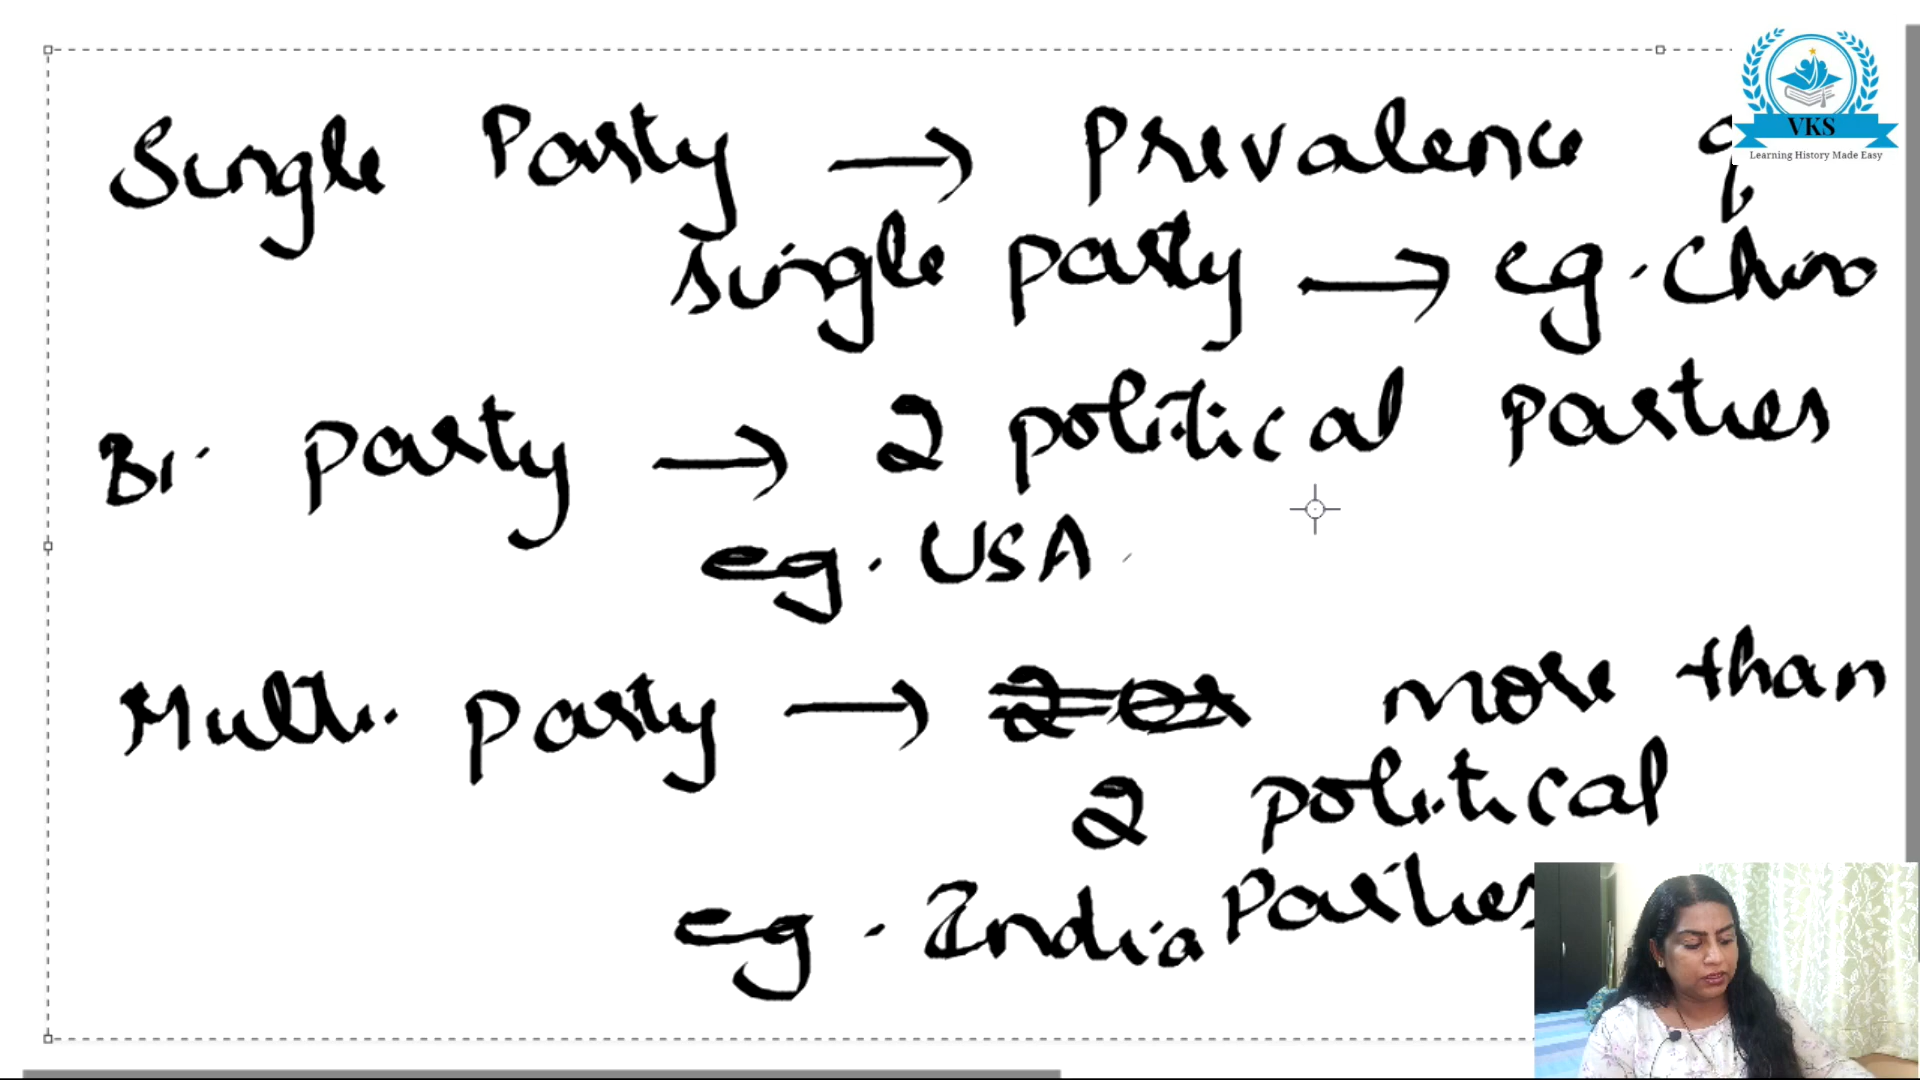 Single Party → Prevalence of
single party → eg. China
Bi-party → 2 political parties
eg. USA
Multi-party → 2 or more than
2 political
eg. India Parties
VKS
Learning History Made Easy